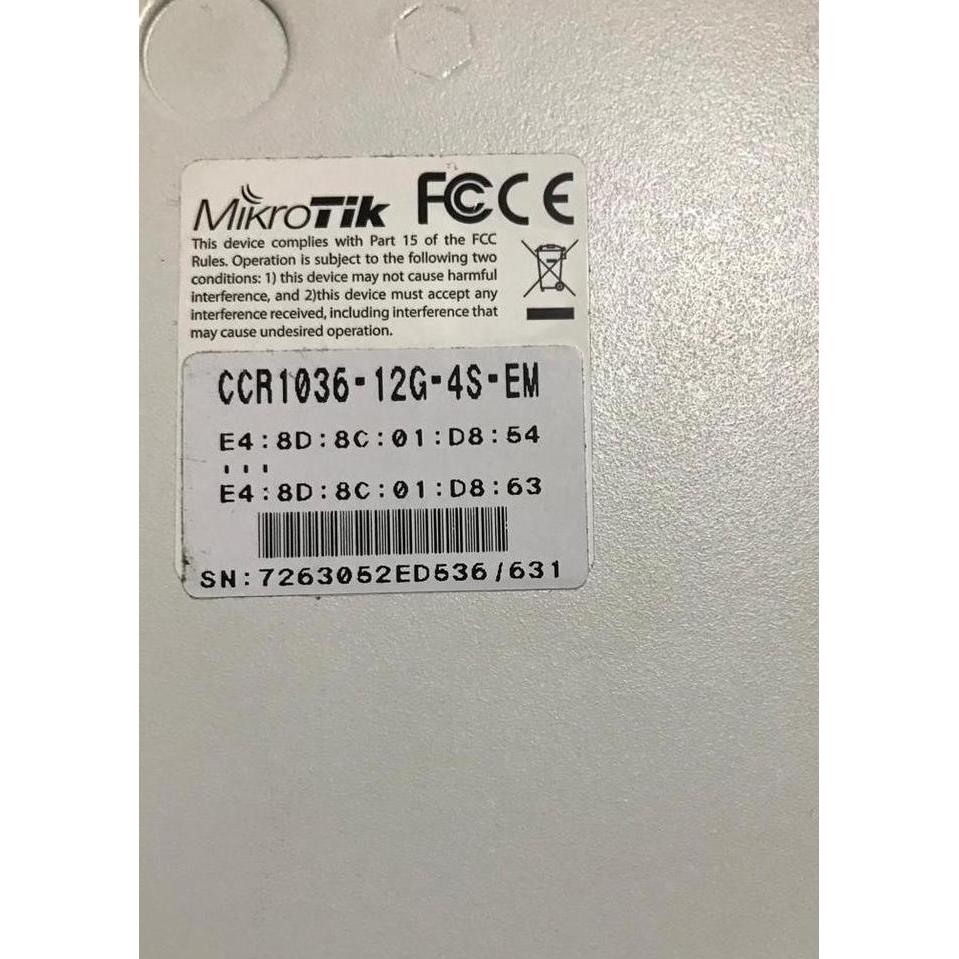 MikroTik FC CE
This device complies with Part 15 of the FCC
Rules. Operation is subject to the following two
conditions: 1) this device may not cause harmful
interference, and 2)this device must accept any
interference received, including interference that
may cause undesired operation.
CCR1036-12G-4S-EM
E4:8D:8C:01:D8:54
...
E4:8D:8C:01:D8:63
SN:7263052ED536/631